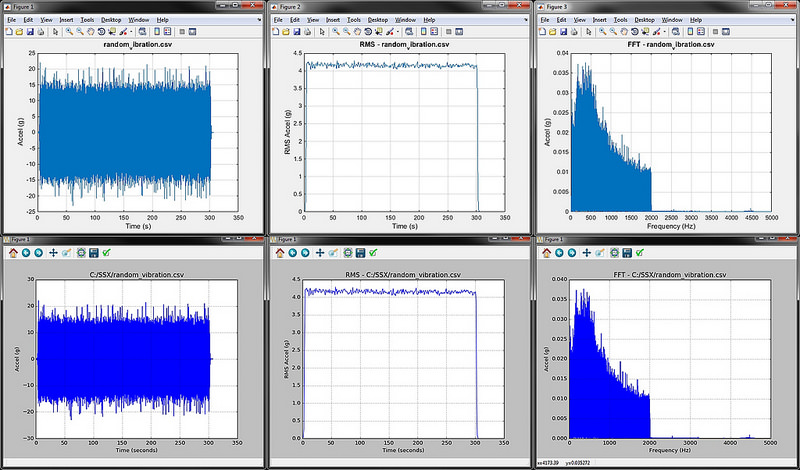 Figure 1
File Edit View Insert Tools Desktop Window Help
random_vibration.csv
Accel (g)
25
20
15
10
5
0
-5
-10
-15
-20
-25
50 100 150 200 250 300 350
Time (s)
Figure 2
File Edit View Insert Tools Desktop Window Help
RMS - random_vibration.csv
RMS Accel (g)
4.5
4
3.5
3
2.5
2
1.5
1
0.5
0
0 50 100 150 200 250 300 350
Time (s)
Figure 3
File Edit View Insert Tools Desktop Window Help
FFT - random_vibration.csv
Accel (g)
0.04
0.035
0.03
0.025
0.02
0.015
0.01
0.005
0
500 1000 1500 2000 2500 3000 3500 4000 4500 5000
Frequency (Hz)
Figure 1
C:/SSX/random_vibration.csv
Accel (g)
30
20
10
0
−10
−20
−30
0 50 100 150 200 250 300 350
Time (seconds)
Figure 1
RMS - C:/SSX/random_vibration.csv
RMS Accel (g)
4.5
4.0
3.5
3.0
2.5
2.0
1.5
1.0
0.5
0.0
0 50 100 150 200 250 300 350
Time (seconds)
Figure 1
FFT - C:/SSX/random_vibration.csv
Accel (g)
0.040
0.035
0.030
0.025
0.020
0.015
0.010
0.005
0.000
0 1000 2000 3000 4000 5000
Frequency (Hz)
x=4173.39 y=0.035272